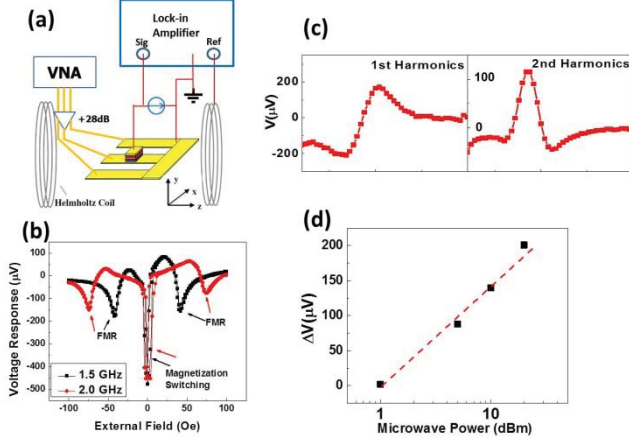 (a)
Lock-in
Amplifier
Sig
Ref
VNA
+28dB
Helmholtz Coil
y
x
z
(b)
Voltage Response (μV)
100
0
-100
-200
-300
-400
-500
FMR
FMR
Magnetization
Switching
1.5 GHz
2.0 GHz
-100 -50 0 50 100
External Field (Oe)
(c)
1st Harmonics
2nd Harmonics
V(μV)
200
0
-200
100
0
(d)
ΔV(μV)
200
150
100
50
0
1 10
Microwave Power (dBm)